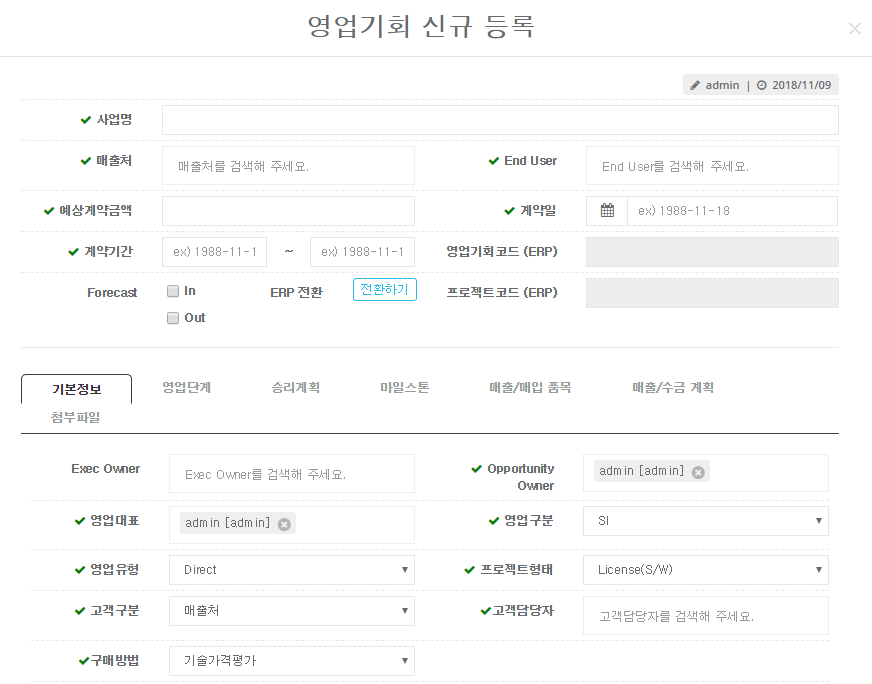 영업기회 신규 등록
admin | 2018/11/09
사업명
매출처 매출처를 검색해 주세요. End User End User를 검색해 주세요.
예상계약금액 계약일 ex) 1988-11-18
계약기간 ex) 1988-11-1 ~ ex) 1988-11-1 영업기회코드 (ERP)
Forecast In ERP 전환 전환하기 프로젝트코드 (ERP)
Out
기본정보 영업단계 승리계획 마일스톤 매출/매입 품목 매출/수금 계획
첨부파일
Exec Owner Exec Owner를 검색해 주세요. Opportunity Owner admin [admin]
영업대표 admin [admin] 영업구분 SI
영업유형 Direct 프로젝트형태 License(S/W)
고객구분 매출처 고객담당자 고객담당자를 검색해 주세요.
구매방법 기술가격평가